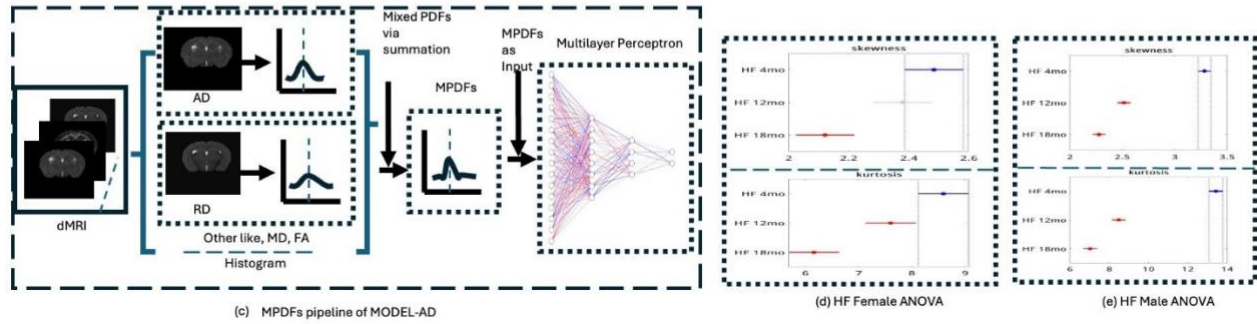 Mixed PDFs
via
summation
MPDFs
as
Input
Multilayer Perceptron
AD
MPDFs
RD
dMRI
Other like, MD, FA
Histogram
(c) MPDFs pipeline of MODEL-AD
skewness
HF 4mo
HF 12mo
HF 18mo
2 2.2 2.4 2.6
kurtosis
HF 4mo
HF 12mo
HF 18mo
6 7 8 9
(d) HF Female ANOVA
skewness
HF 4mo
HF 12mo
HF 18mo
2 2.5 3 3.5
kurtosis
HF 4mo
HF 12mo
HF 18mo
6 8 10 12 14
(e) HF Male ANOVA